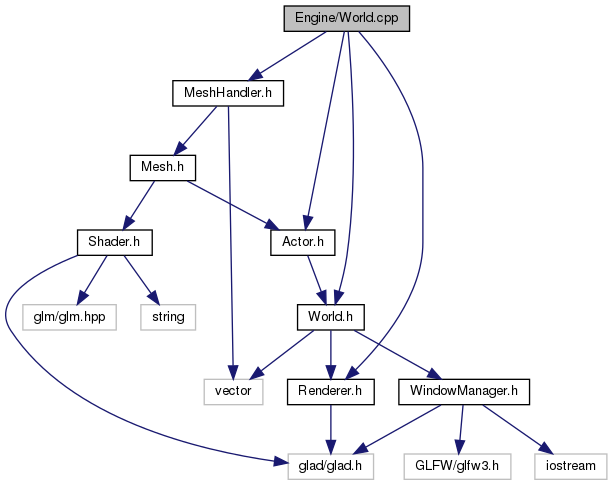 Engine/World.cpp
MeshHandler.h
Mesh.h
Shader.h
Actor.h
glm/glm.hpp
string
World.h
vector
Renderer.h
WindowManager.h
glad/glad.h
GLFW/glfw3.h
iostream